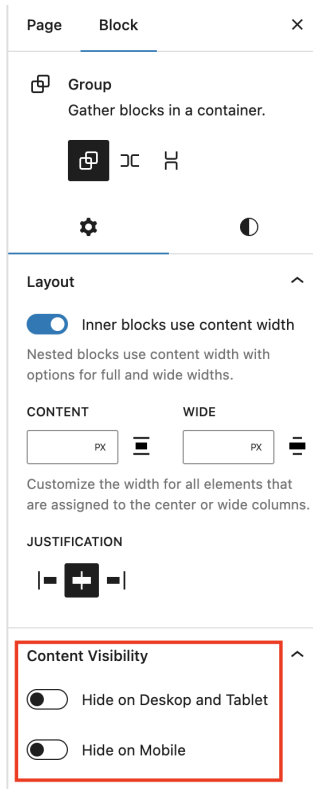 Page Block
Group
Gather blocks in a container.
Layout
Inner blocks use content width
Nested blocks use content width with
options for full and wide widths.
CONTENT WIDE
PX PX
Customize the width for all elements that
are assigned to the center or wide columns.
JUSTIFICATION
Content Visibility
Hide on Deskop and Tablet
Hide on Mobile